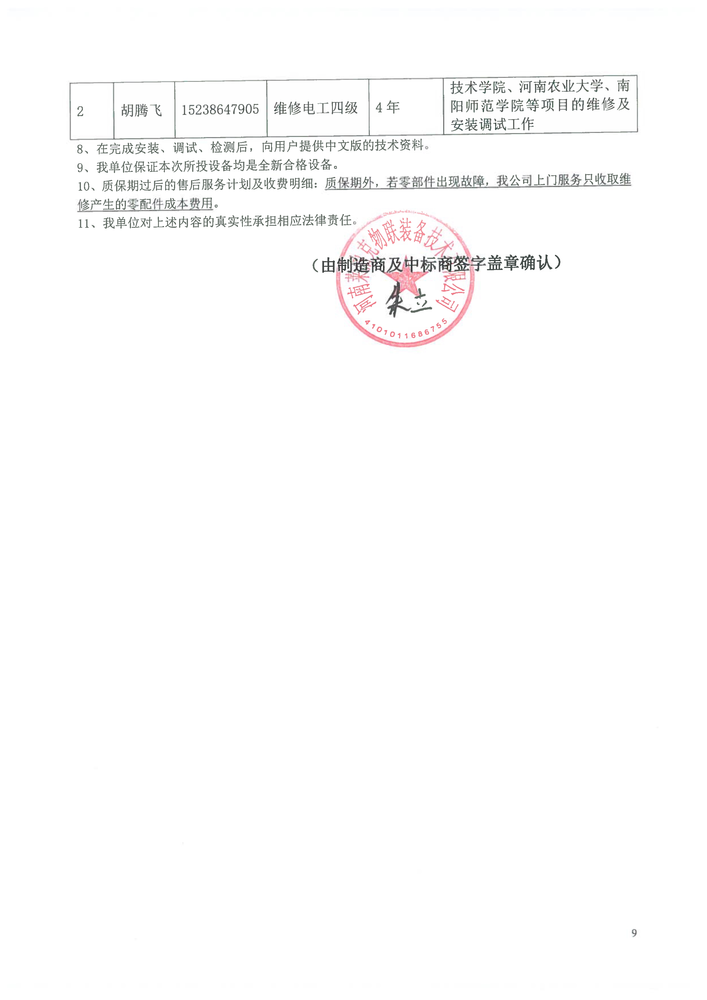 2 胡腾飞 15238647905 维修电工四级 4 年
技术学院、河南农业大学、南
阳师范学院等项目的维修及
安装调试工作
8、在完成安装、调试、检测后，向用户提供中文版的技术资料。
9、我单位保证本次所投设备均是全新合格设备。
10、质保期过后的售后服务计划及收费明细：质保期外，若零部件出现故障，我公司上门服务只收取维
修产生的零配件成本费用。
11、我单位对上述内容的真实性承担相应法律责任。
（由制造商及中标商签字盖章确认）
河南莱 克物联装备技术 限公司
朱立
4101011686755
9